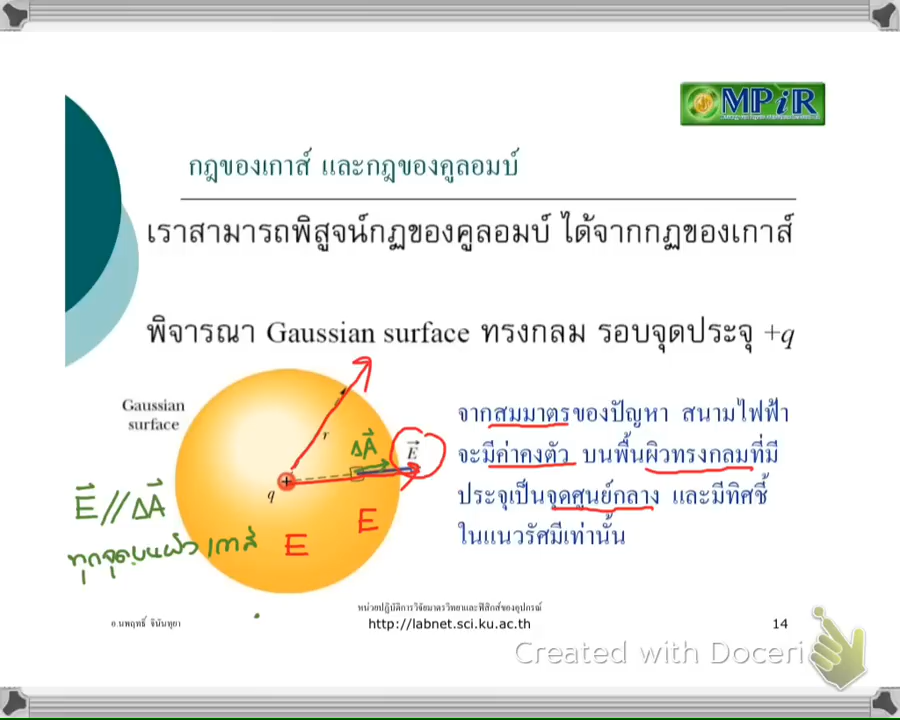 MPiR
กฎของเกาส์ และกฎของคูลอมบ์
เราสามารถพิสูจน์กฏของคูลอมบ์ ได้จากกฏของเกาส์
พิจารณา Gaussian surface ทรงกลม รอบจุดประจุ +q
Gaussian
surface
r
ΔA
E
+
q
จากสมมาตรของปัญหา สนามไฟฟ้า
จะมีค่าคงตัว บนพื้นผิวทรงกลมที่มี
ประจุเป็นจุดศูนย์กลาง และมีทิศชี้
ในแนวรัศมีเท่านั้น
E // ΔA
ทุกจุดบนผิวเกาส์
E
E
หน่วยปฏิบัติการวิจัยมาตรวิทยาและฟิสิกส์ของอุปกรณ์
อ.นพฤทธิ์ จินันทุยา
http://labnet.sci.ku.ac.th
14
Created with Doceri